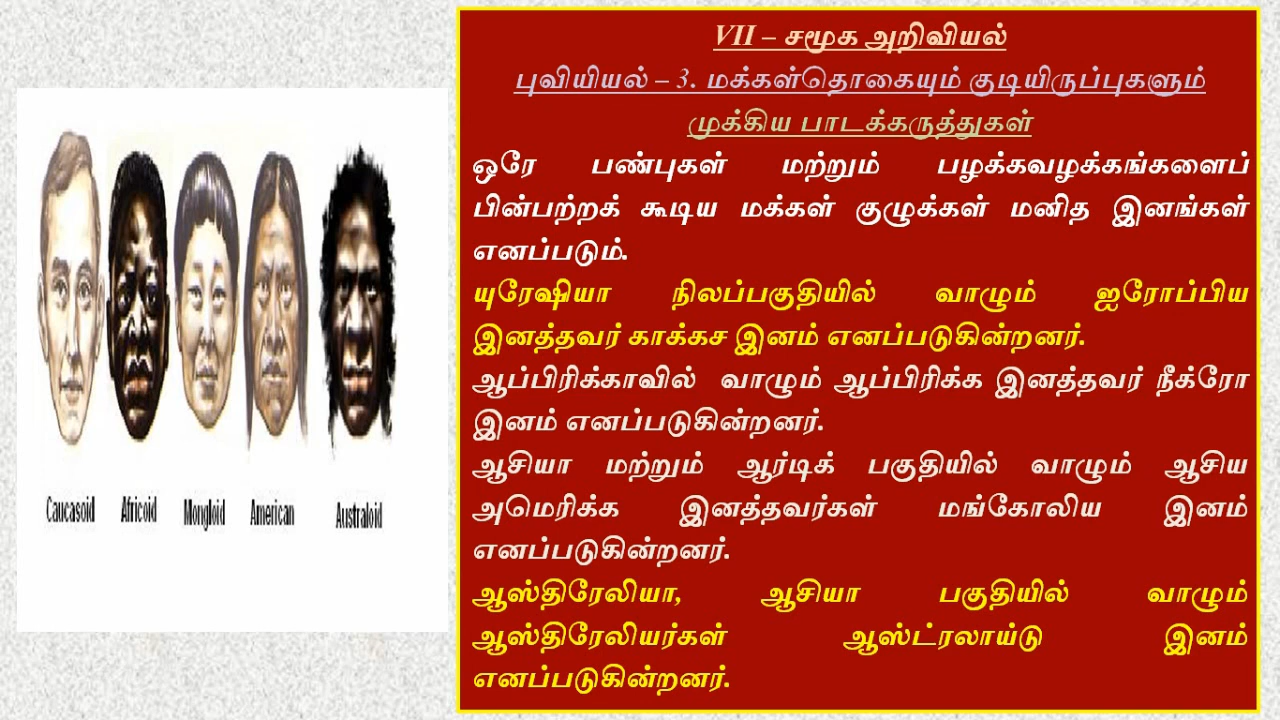 VII – சமூக அறிவியல்
புவியியல் – 3. மக்கள்தொகையும் குடியிருப்புகளும்
முக்கிய பாடக்கருத்துகள்
ஒரே பண்புகள் மற்றும் பழக்கவழக்கங்களைப்
பின்பற்றக் கூடிய மக்கள் குழுக்கள் மனித இனங்கள்
எனப்படும்.
யுரேஷியா நிலப்பகுதியில் வாழும் ஐரோப்பிய
இனத்தவர் காக்கச இனம் எனப்படுகின்றனர்.
ஆப்பிரிக்காவில் வாழும் ஆப்பிரிக்க இனத்தவர் நீக்ரோ
இனம் எனப்படுகின்றனர்.
ஆசியா மற்றும் ஆர்டிக் பகுதியில் வாழும் ஆசிய
அமெரிக்க இனத்தவர்கள் மங்கோலிய இனம்
எனப்படுகின்றனர்.
ஆஸ்திரேலியா, ஆசியா பகுதியில் வாழும்
ஆஸ்திரேலியர்கள் ஆஸ்ட்ரலாய்டு இனம்
எனப்படுகின்றனர்.
Caucasoid Africoid Mongloid American Australoid